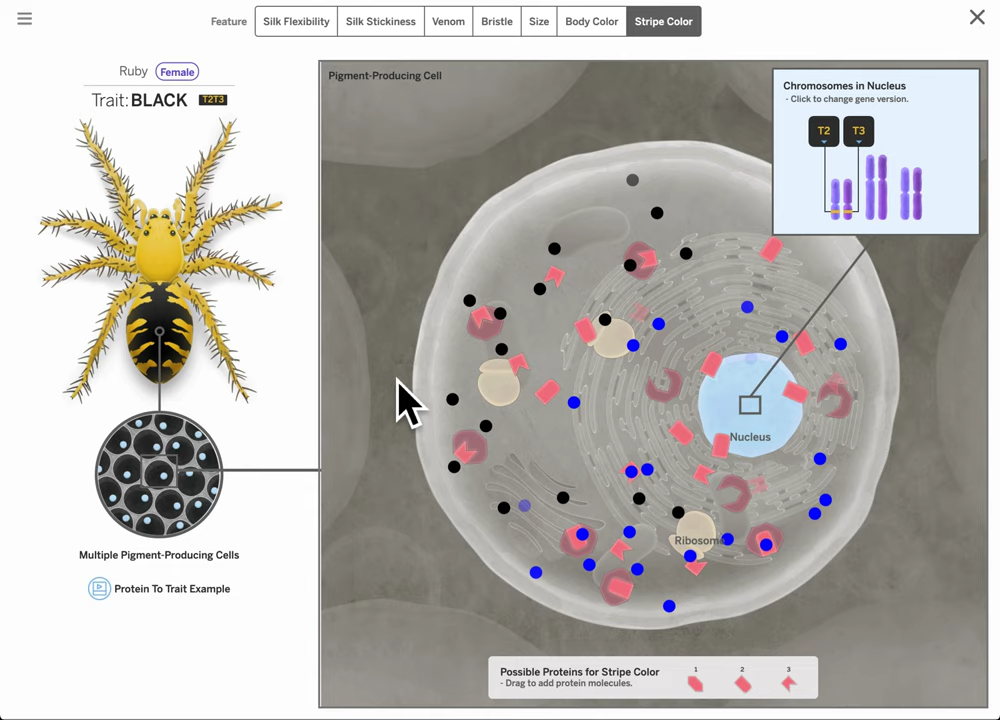 Feature
Silk Flexibility
Silk Stickiness
Venom
Bristle
Size
Body Color
Stripe Color
Ruby
Female
Trait: BLACK
T2T3
Multiple Pigment-Producing Cells
Protein To Trait Example
Pigment-Producing Cell
Chromosomes in Nucleus
- Click to change gene version.
T2
T3
Nucleus
Ribosome
Possible Proteins for Stripe Color
- Drag to add protein molecules.
1
2
3